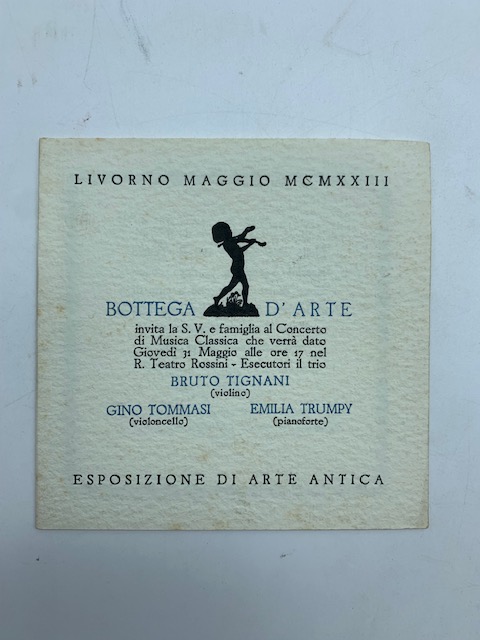 LIVORNO MAGGIO MCMXXIII
BOTTEGA D'ARTE
invita la S. V. e famiglia al Concerto
di Musica Classica che verrà dato
Giovedì 31 Maggio alle ore 17 nel
R. Teatro Rossini - Esecutori il trio
BRUTO TIGNANI
(violino)
GINO TOMMASI EMILIA TRUMPY
(violoncello) (pianoforte)
ESPOSIZIONE DI ARTE ANTICA